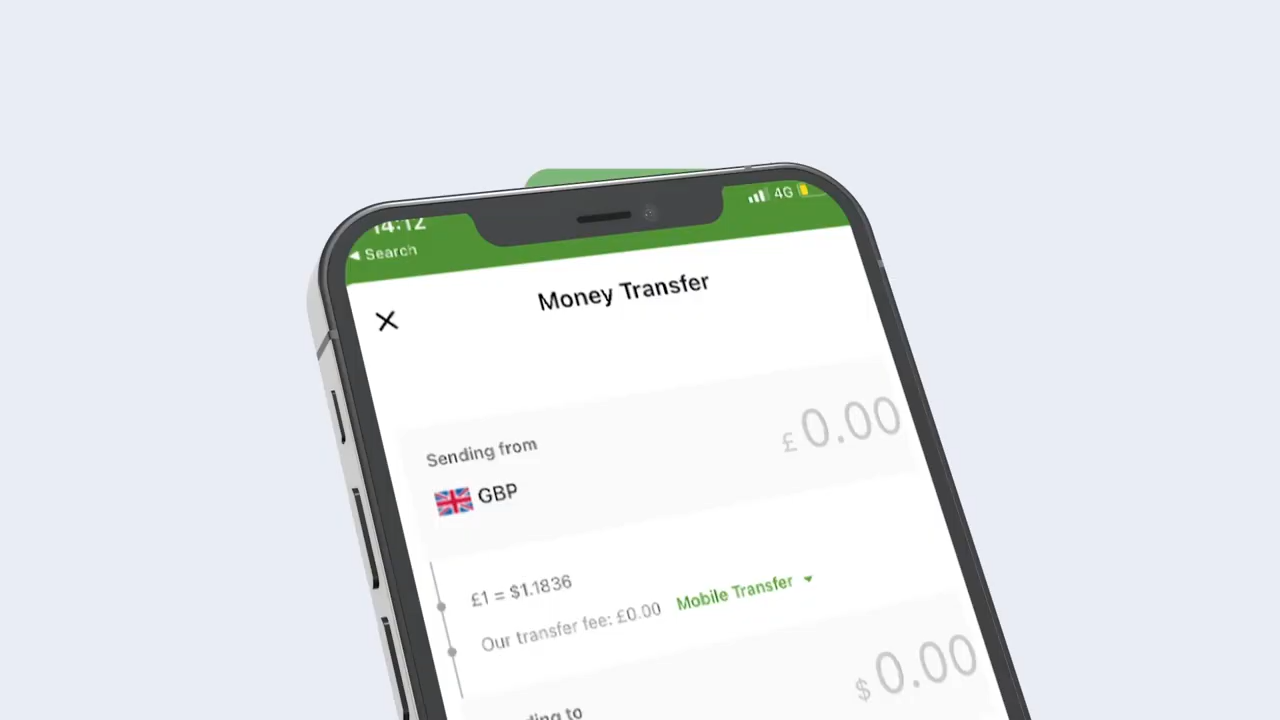 14:12
4G
Search
Money Transfer
Sending from
£ 0.00
GBP
£1 = $1.1836
Our transfer fee: £0.00 Mobile Transfer
$ 0.00
to